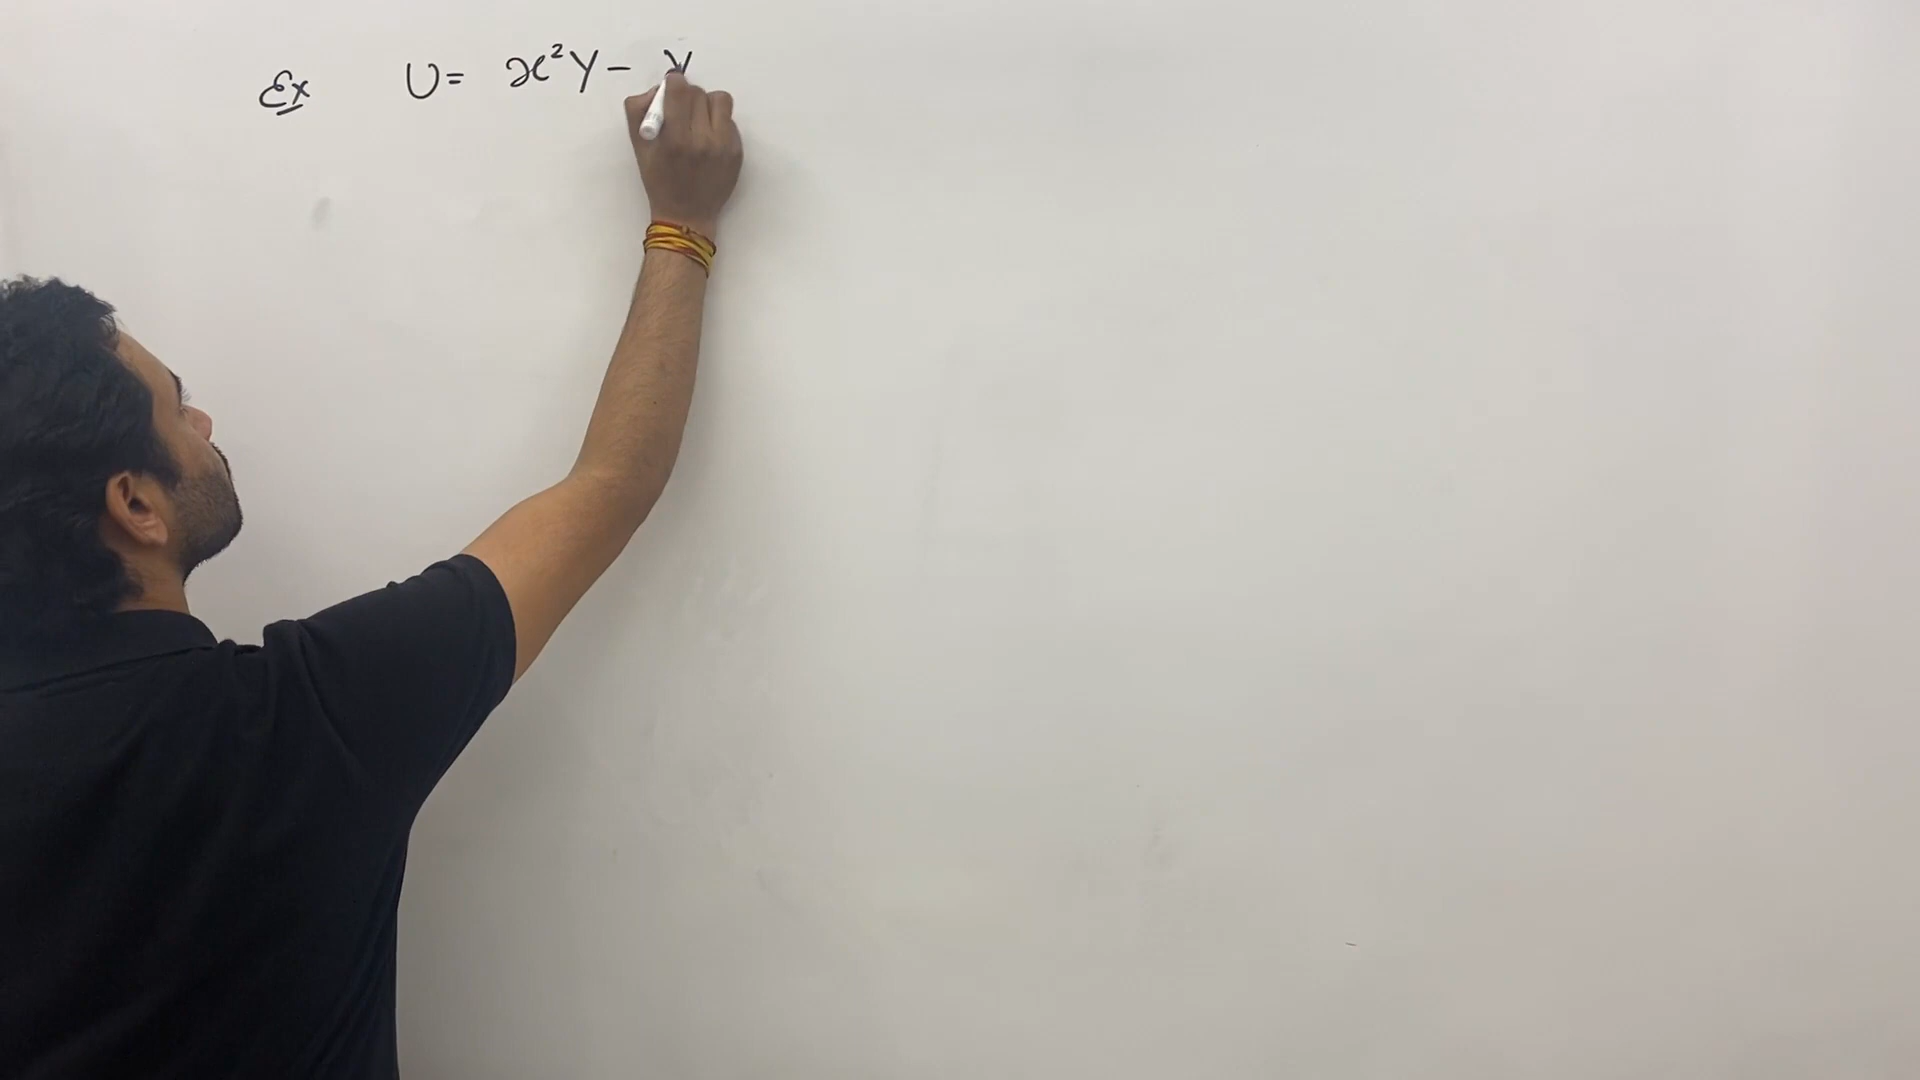 Ex U = x²y - y